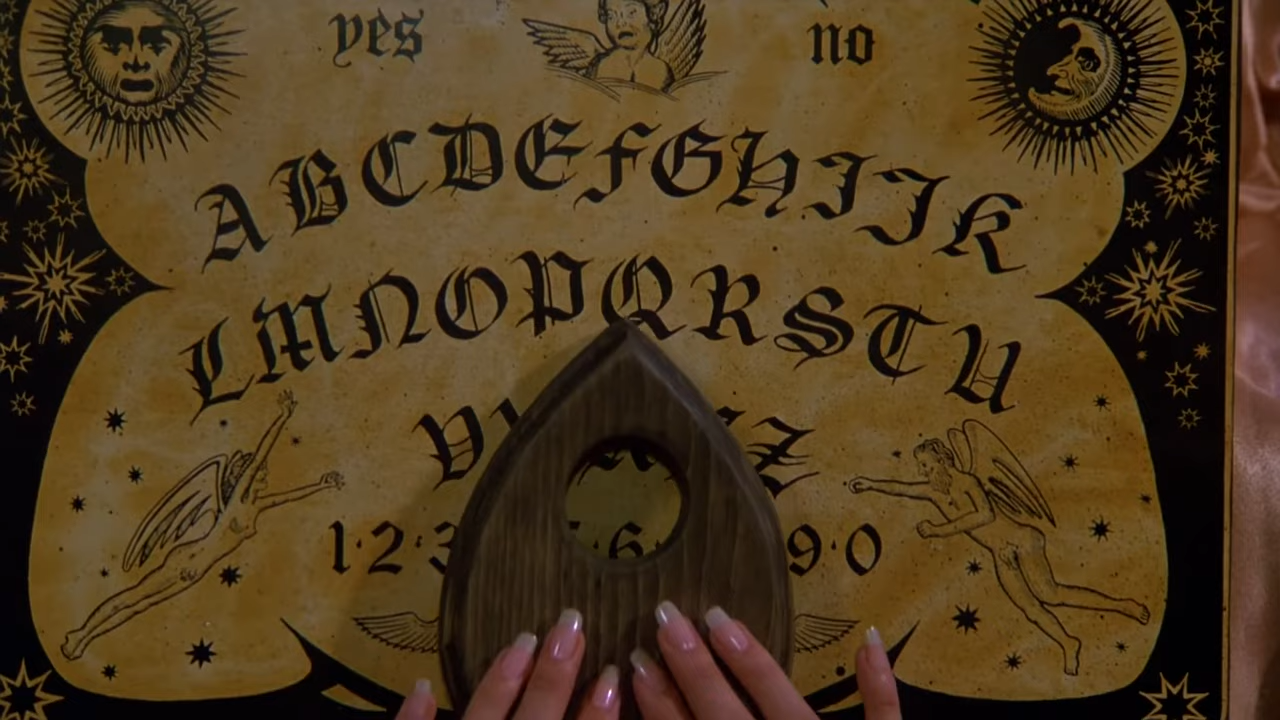 yes no
ABCDEFGHIJK
LMNOPQRSTU
V Z
1·2·3 6 9·0